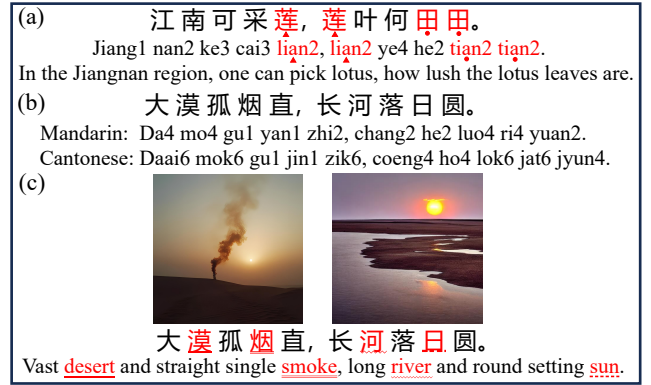 (a)
江南可采莲，莲叶何田田。
Jiang1 nan2 ke3 cai3 lian2, lian2 ye4 he2 tian2 tian2.
In the Jiangnan region, one can pick lotus, how lush the lotus leaves are.
(b)
大漠孤烟直，长河落日圆。
Mandarin: Da4 mo4 gu1 yan1 zhi2, chang2 he2 luo4 ri4 yuan2.
Cantonese: Daai6 mok6 gu1 jin1 zik6, coeng4 ho4 lok6 jat6 jyun4.
(c)
大漠孤烟直，长河落日圆。
Vast desert and straight single smoke, long river and round setting sun.